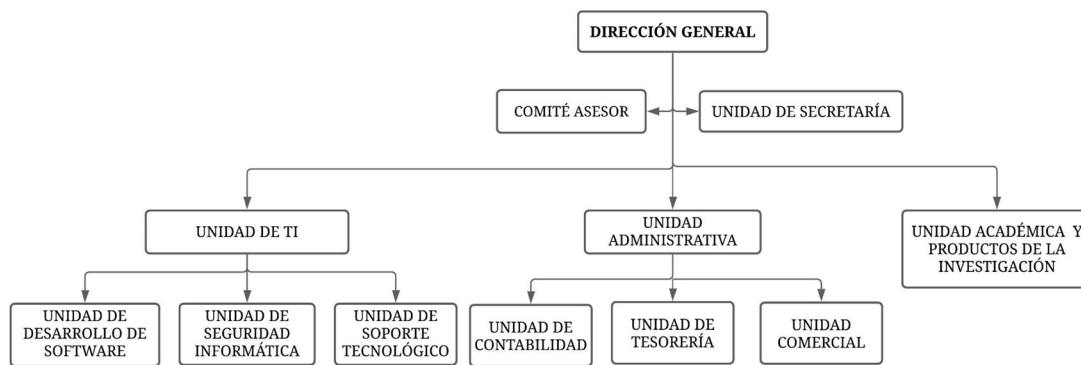 DIRECCIÓN GENERAL
COMITÉ ASESOR
UNIDAD DE SECRETARÍA
UNIDAD DE TI
UNIDAD
ADMINISTRATIVA
UNIDAD ACADÉMICA Y
PRODUCTOS DE LA
INVESTIGACIÓN
UNIDAD DE
DESARROLLO DE
SOFTWARE
UNIDAD DE
SEGURIDAD
INFORMÁTICA
UNIDAD DE
SOPORTE
TECNOLÓGICO
UNIDAD DE
CONTABILIDAD
UNIDAD DE
TESORERÍA
UNIDAD
COMERCIAL